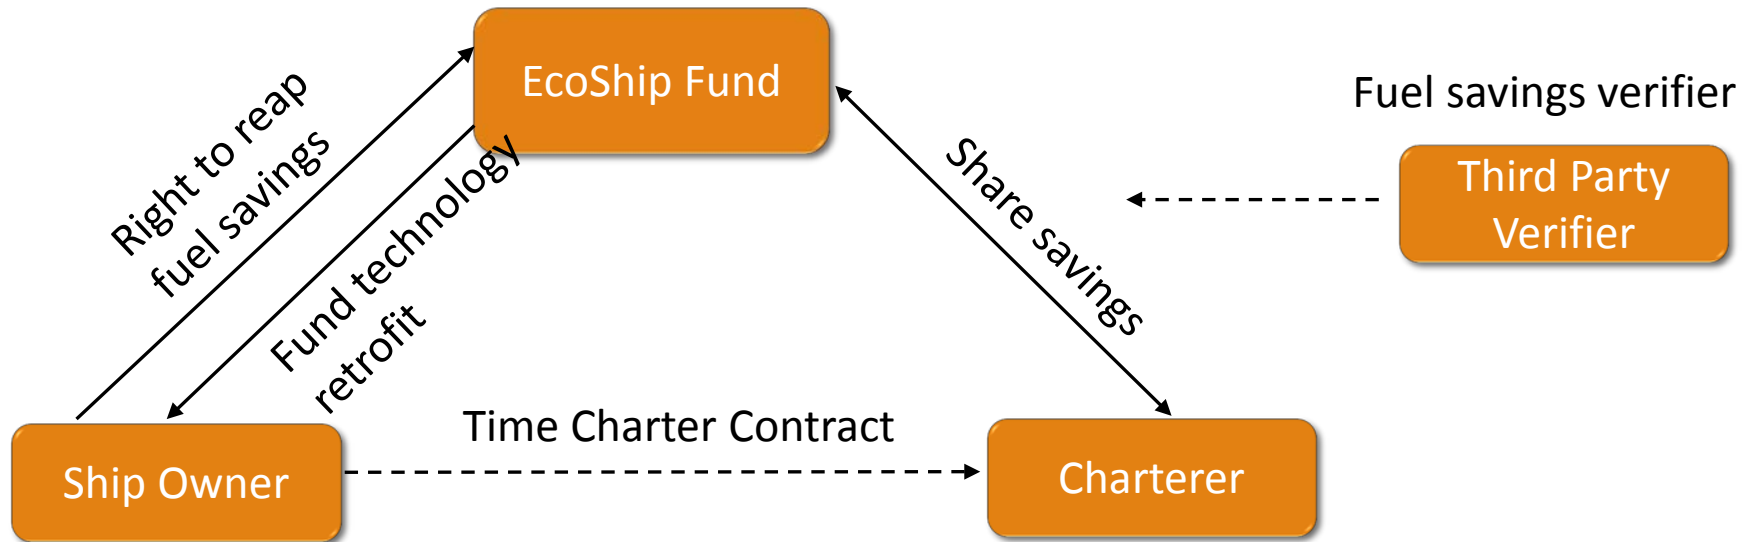 EcoShip Fund
Fuel savings verifier
Third Party
Verifier
Right to reap
fuel savings
Fund technology
retrofit
Share savings
Time Charter Contract
Ship Owner
Charterer